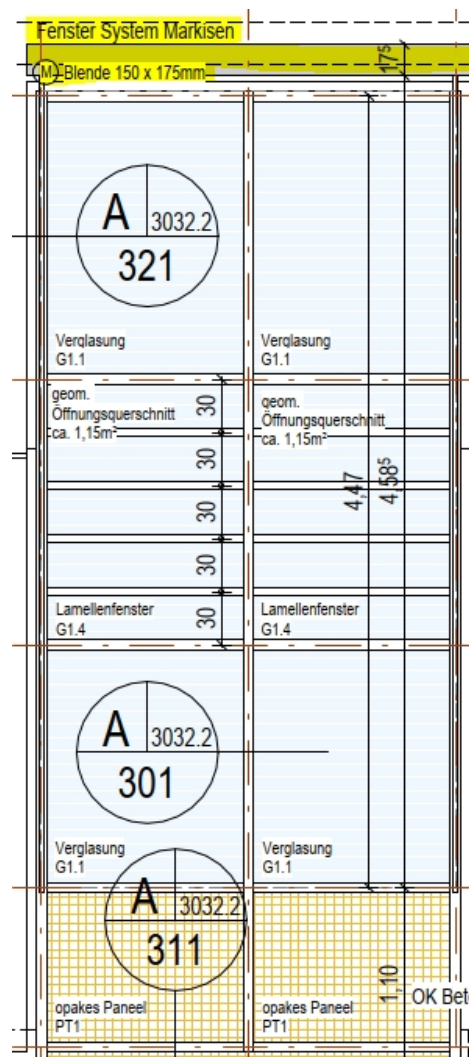 Fenster System Markisen
17⁵
M Blende 150 x 175mm
A 3032.2
321
Verglasung
G1.1
Verglasung
G1.1
geom.
Öffnungsquerschnitt
ca. 1,15m²
geom.
Öffnungsquerschnitt
ca. 1,15m²
30
30
30
30
30
4,47
4,58⁵
Lamellenfenster
G1.4
Lamellenfenster
G1.4
A 3032.2
301
Verglasung
G1.1
Verglasung
G1.1
A 3032.2
311
1,10
OK
opakes Paneel
PT1
opakes Paneel
PT1